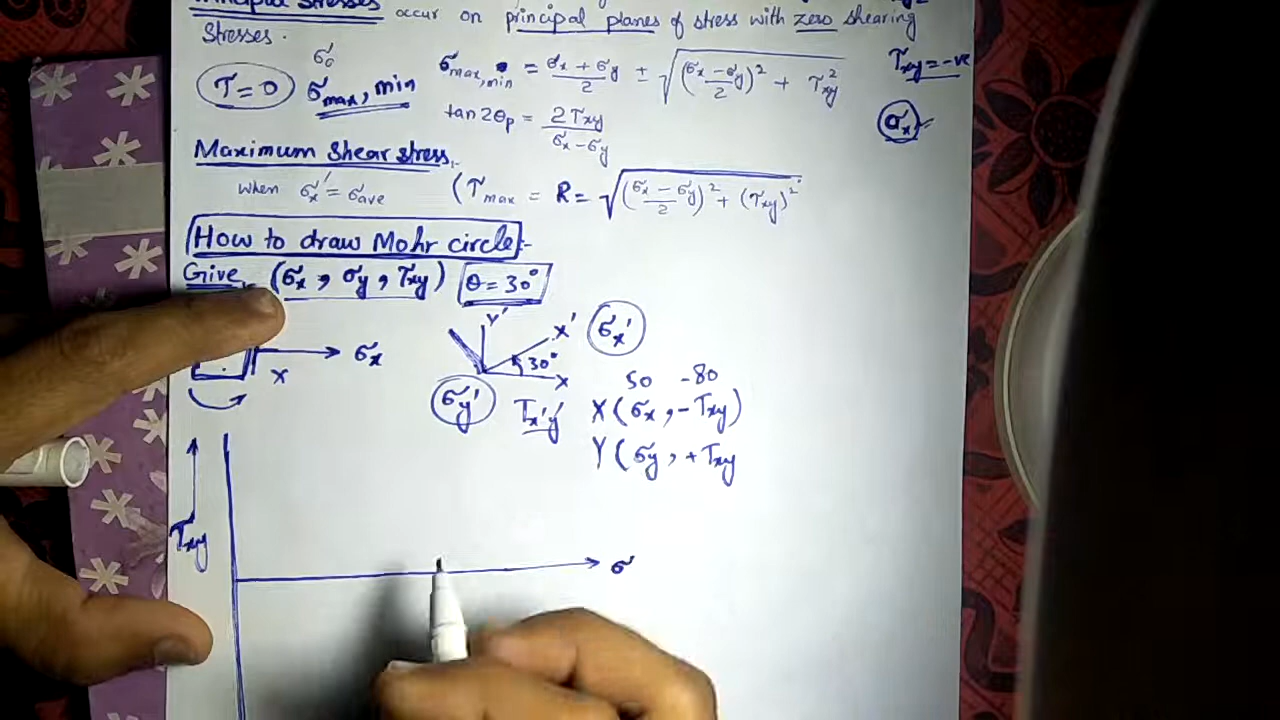 Principal Stresses occur on principal planes of stress with zero shearing
Stresses.
σo
τ=0 σmax, min
σmax, min = σx + σy / 2 ± √((σx - σy / 2)² + τxy²)
τxy = -ve
σx
tan 2θp = 2τxy / σx - σy
Maximum Shear stress:-
when σx' = σave (τmax = R = √((σx - σy / 2)² + (τxy)²
How to draw Mohr circle:-
Give (σx, σy, τxy) θ = 30°
Y' X' σx'
σx 30°
X X 50 -80
σy' τx'y' X(σx, -τxy)
Y(σy, +τxy
τxy
σ